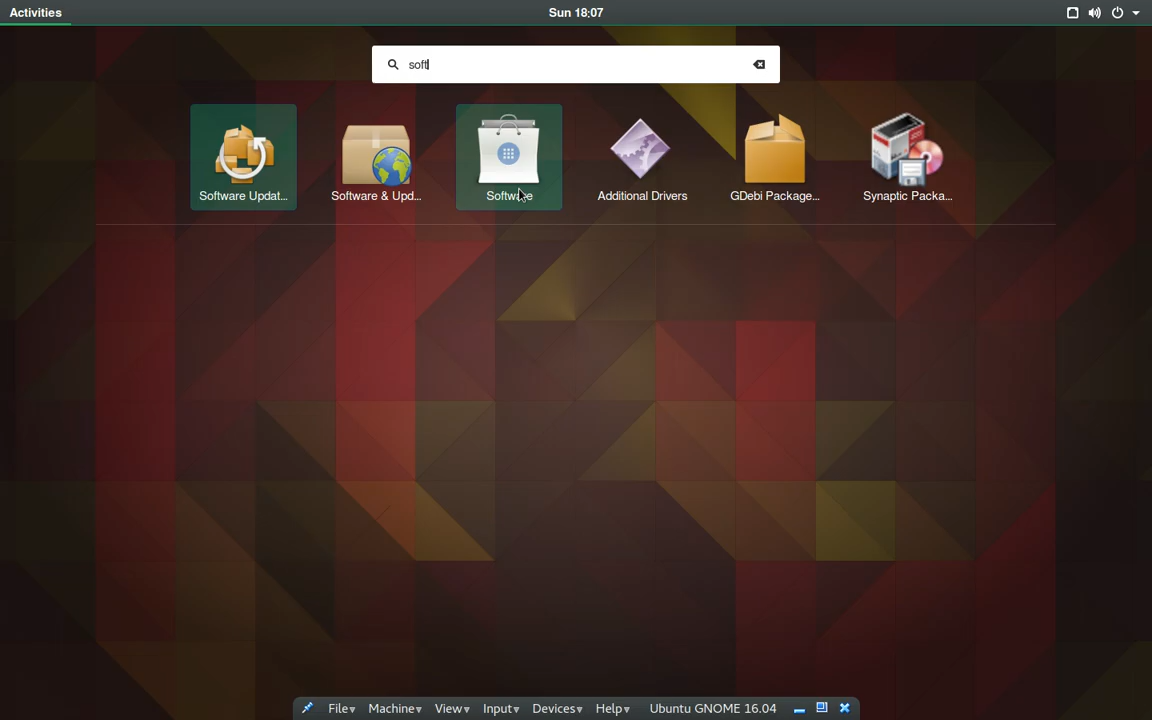 Activities
Sun 18:07
soft
Software Updat...
Software & Upd...
Software
Additional Drivers
GDebi Package...
Synaptic Packa...
File
Machine
View
Input
Devices
Help
Ubuntu GNOME 16.04